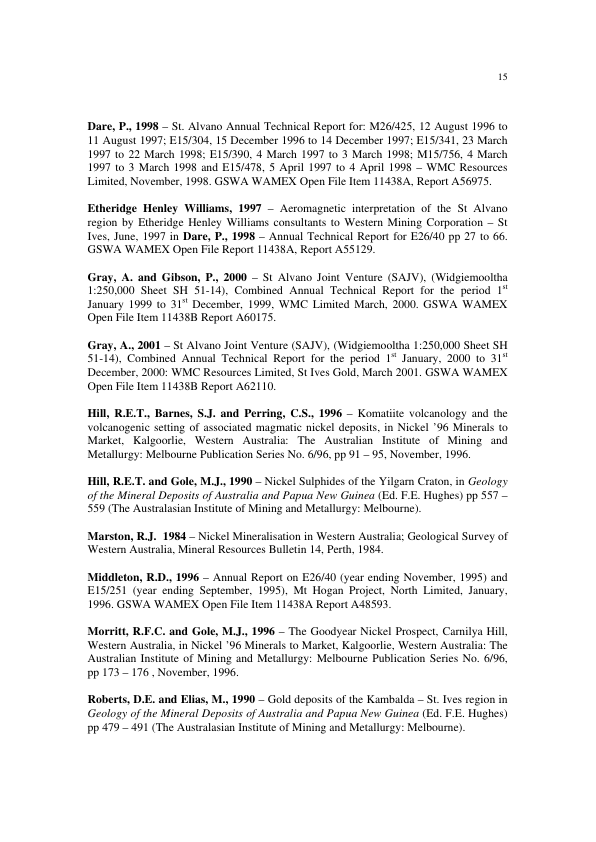 15
Dare, P., 1998 – St. Alvano Annual Technical Report for: M26/425, 12 August 1996 to
11 August 1997; E15/304, 15 December 1996 to 14 December 1997; E15/341, 23 March
1997 to 22 March 1998; E15/390, 4 March 1997 to 3 March 1998; M15/756, 4 March
1997 to 3 March 1998 and E15/478, 5 April 1997 to 4 April 1998 – WMC Resources
Limited, November, 1998. GSWA WAMEX Open File Item 11438A, Report A56975.
Etheridge Henley Williams, 1997 – Aeromagnetic interpretation of the St Alvano
region by Etheridge Henley Williams consultants to Western Mining Corporation – St
Ives, June, 1997 in Dare, P., 1998 – Annual Technical Report for E26/40 pp 27 to 66.
GSWA WAMEX Open File Report 11438A, Report A55129.
Gray, A. and Gibson, P., 2000 – St Alvano Joint Venture (SAJV), (Widgiemooltha
1:250,000 Sheet SH 51-14), Combined Annual Technical Report for the period 1st
January 1999 to 31st December, 1999, WMC Limited March, 2000. GSWA WAMEX
Open File Item 11438B Report A60175.
Gray, A., 2001 – St Alvano Joint Venture (SAJV), (Widgiemooltha 1:250,000 Sheet SH
51-14), Combined Annual Technical Report for the period 1st January, 2000 to 31st
December, 2000: WMC Resources Limited, St Ives Gold, March 2001. GSWA WAMEX
Open File Item 11438B Report A62110.
Hill, R.E.T., Barnes, S.J. and Perring, C.S., 1996 – Komatiite volcanology and the
volcanogenic setting of associated magmatic nickel deposits, in Nickel ’96 Minerals to
Market, Kalgoorlie, Western Australia: The Australian Institute of Mining and
Metallurgy: Melbourne Publication Series No. 6/96, pp 91 – 95, November, 1996.
Hill, R.E.T. and Gole, M.J., 1990 – Nickel Sulphides of the Yilgarn Craton, in Geology
of the Mineral Deposits of Australia and Papua New Guinea (Ed. F.E. Hughes) pp 557 –
559 (The Australasian Institute of Mining and Metallurgy: Melbourne).
Marston, R.J. 1984 – Nickel Mineralisation in Western Australia; Geological Survey of
Western Australia, Mineral Resources Bulletin 14, Perth, 1984.
Middleton, R.D., 1996 – Annual Report on E26/40 (year ending November, 1995) and
E15/251 (year ending September, 1995), Mt Hogan Project, North Limited, January,
1996. GSWA WAMEX Open File Item 11438A Report A48593.
Morritt, R.F.C. and Gole, M.J., 1996 – The Goodyear Nickel Prospect, Carnilya Hill,
Western Australia, in Nickel ’96 Minerals to Market, Kalgoorlie, Western Australia: The
Australian Institute of Mining and Metallurgy: Melbourne Publication Series No. 6/96,
pp 173 – 176 , November, 1996.
Roberts, D.E. and Elias, M., 1990 – Gold deposits of the Kambalda – St. Ives region in
Geology of the Mineral Deposits of Australia and Papua New Guinea (Ed. F.E. Hughes)
pp 479 – 491 (The Australasian Institute of Mining and Metallurgy: Melbourne).